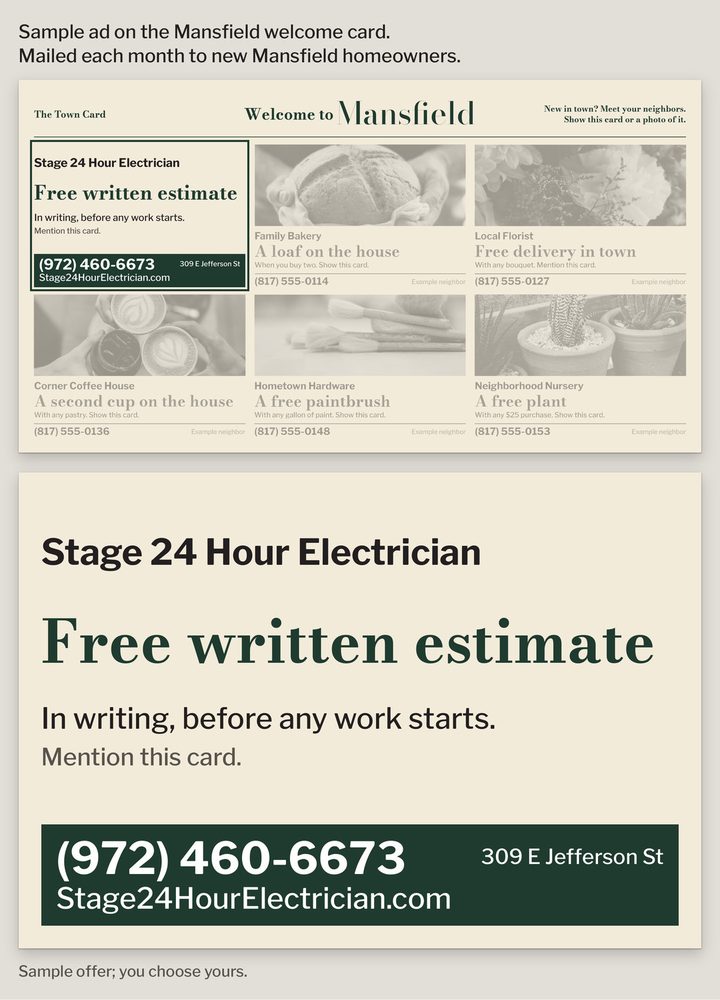 Sample ad on the Mansfield welcome card.
Mailed each month to new Mansfield homeowners.
The Town Card
Welcome to Mansfield
New in town? Meet your neighbors.
Show this card or a photo of it.
Stage 24 Hour Electrician
Free written estimate
In writing, before any work starts.
Mention this card.
(972) 460-6673
309 E Jefferson St
Stage24HourElectrician.com
Family Bakery
A loaf on the house
When you buy two. Show this card.
(817) 555-0114
Example neighbor
Local Florist
Free delivery in town
With any bouquet. Mention this card.
(817) 555-0127
Example neighbor
Corner Coffee House
A second cup on the house
With any pastry. Show this card.
(817) 555-0136
Example neighbor
Hometown Hardware
A free paintbrush
With any gallon of paint. Show this card.
(817) 555-0148
Example neighbor
Neighborhood Nursery
A free plant
With any $25 purchase. Show this card.
(817) 555-0153
Example neighbor
Stage 24 Hour Electrician
Free written estimate
In writing, before any work starts.
Mention this card.
(972) 460-6673
309 E Jefferson St
Stage24HourElectrician.com
Sample offer; you choose yours.